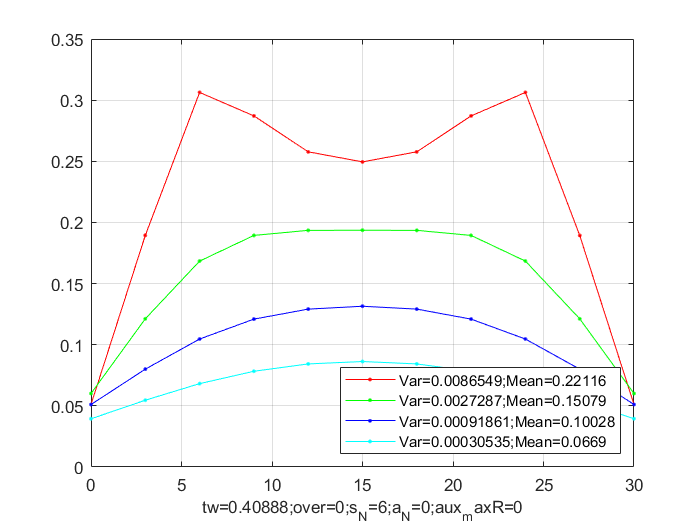 0.35
0.3
0.25
0.2
0.15
0.1
0.05
0
Var=0.0086549;Mean=0.22116
Var=0.0027287;Mean=0.15079
Var=0.00091861;Mean=0.10028
Var=0.00030535;Mean=0.0669
0 5 10 15 20 25 30
tw=0.40888;over=0;s_N=6;a_N=0;aux_maxR=0